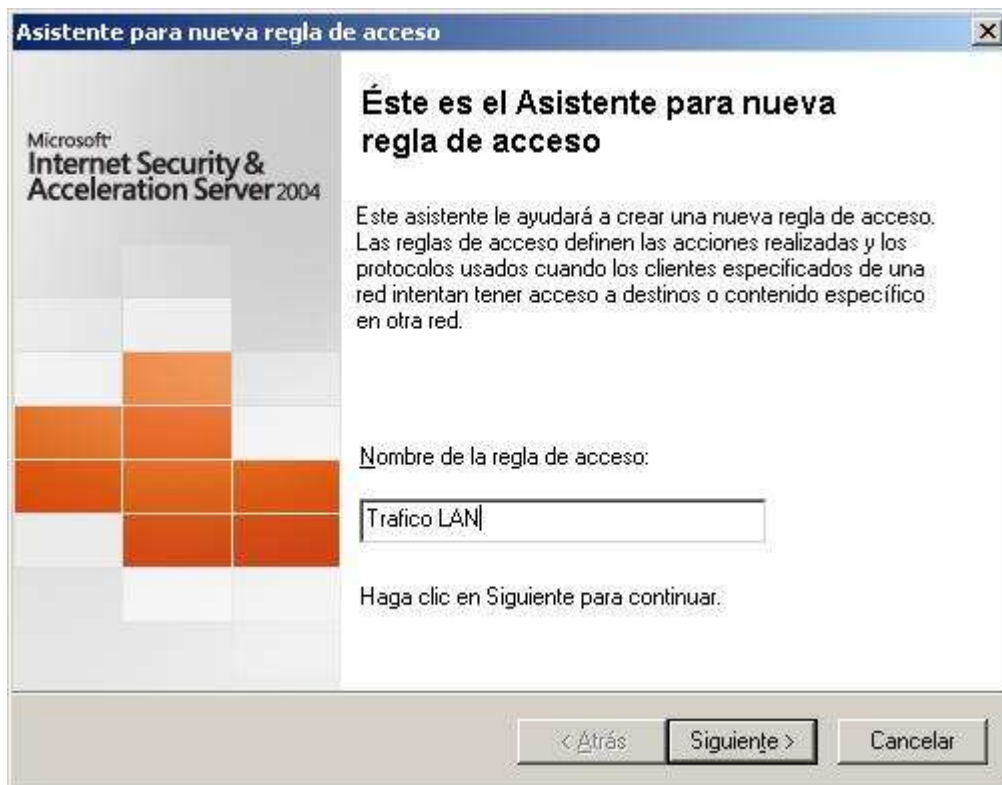 Asistente para nueva regla de acceso
Microsoft
Internet Security &
Acceleration Server 2004
Éste es el Asistente para nueva
regla de acceso
Este asistente le ayudará a crear una nueva regla de acceso.
Las reglas de acceso definen las acciones realizadas y los
protocolos usados cuando los clientes especificados de una
red intentan tener acceso a destinos o contenido específico
en otra red.
Nombre de la regla de acceso:
Trafico LAN
Haga clic en Siguiente para continuar.
< Atrás
Siguiente >
Cancelar